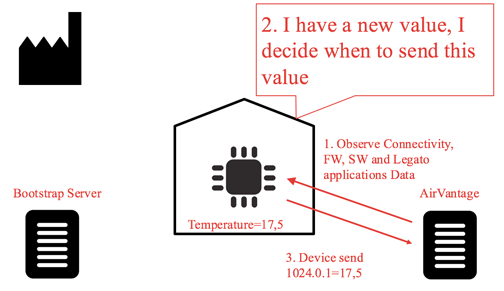 2. I have a new value, I
decide when to send this
value
1. Observe Connectivity,
FW, SW and Legato
applications Data
Bootstrap Server
AirVantage
Temperature=17,5
3. Device send
1024.0.1=17,5